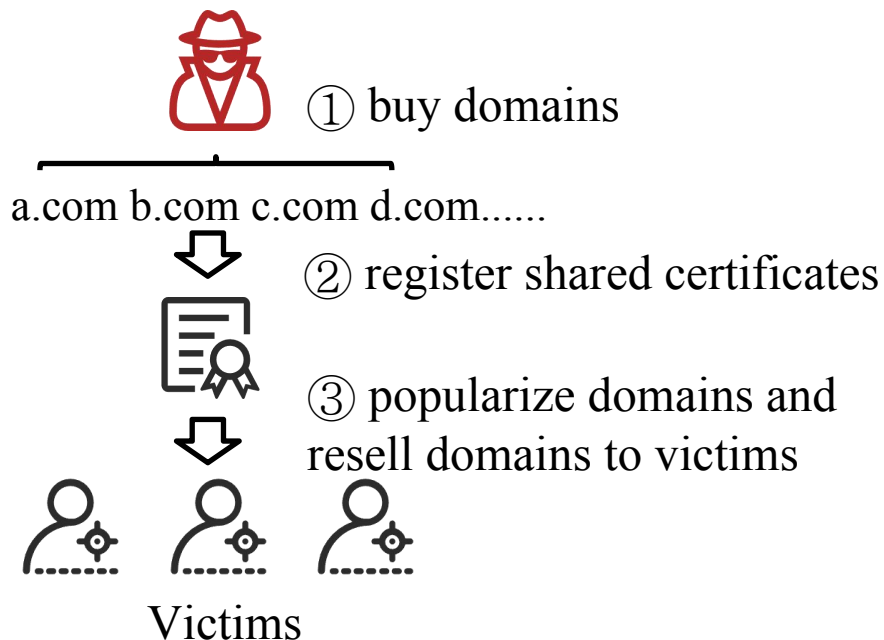 ① buy domains
a.com b.com c.com d.com......
② register shared certificates
③ popularize domains and
resell domains to victims
Victims